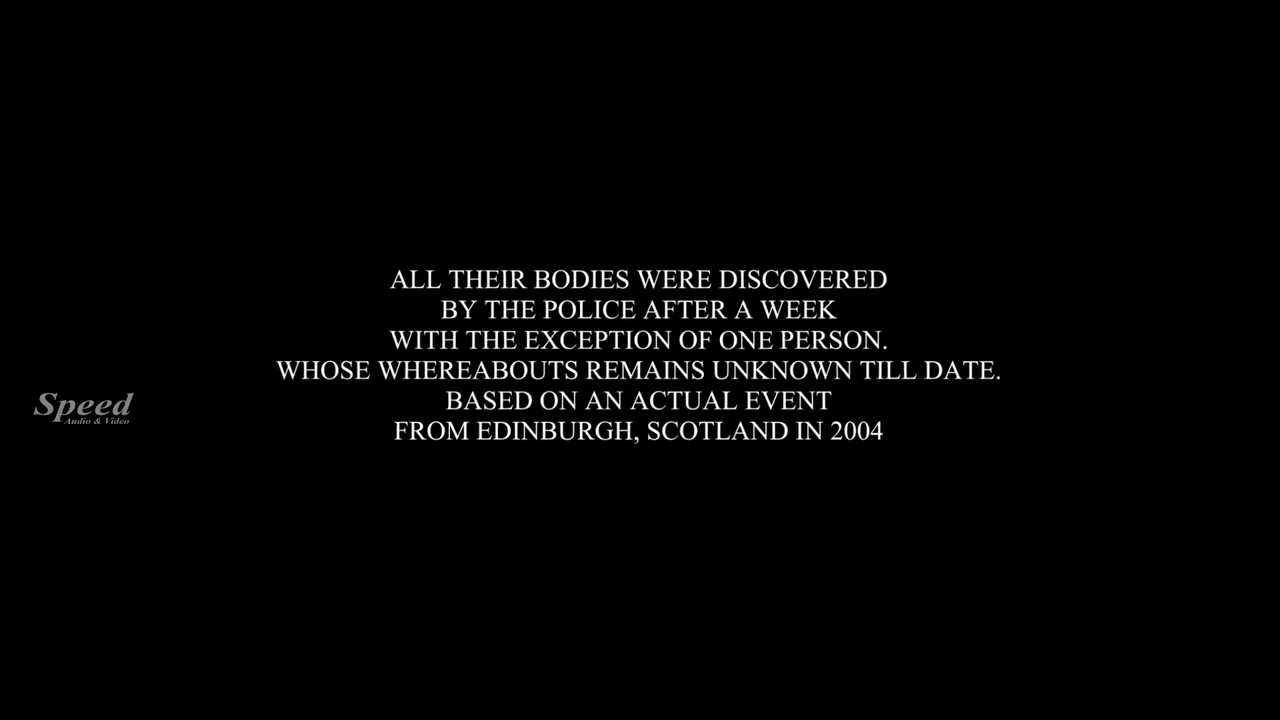 ALL THEIR BODIES WERE DISCOVERED
BY THE POLICE AFTER A WEEK
WITH THE EXCEPTION OF ONE PERSON.
WHOSE WHEREABOUTS REMAINS UNKNOWN TILL DATE.
BASED ON AN ACTUAL EVENT
FROM EDINBURGH, SCOTLAND IN 2004
Speed
Audio & Video